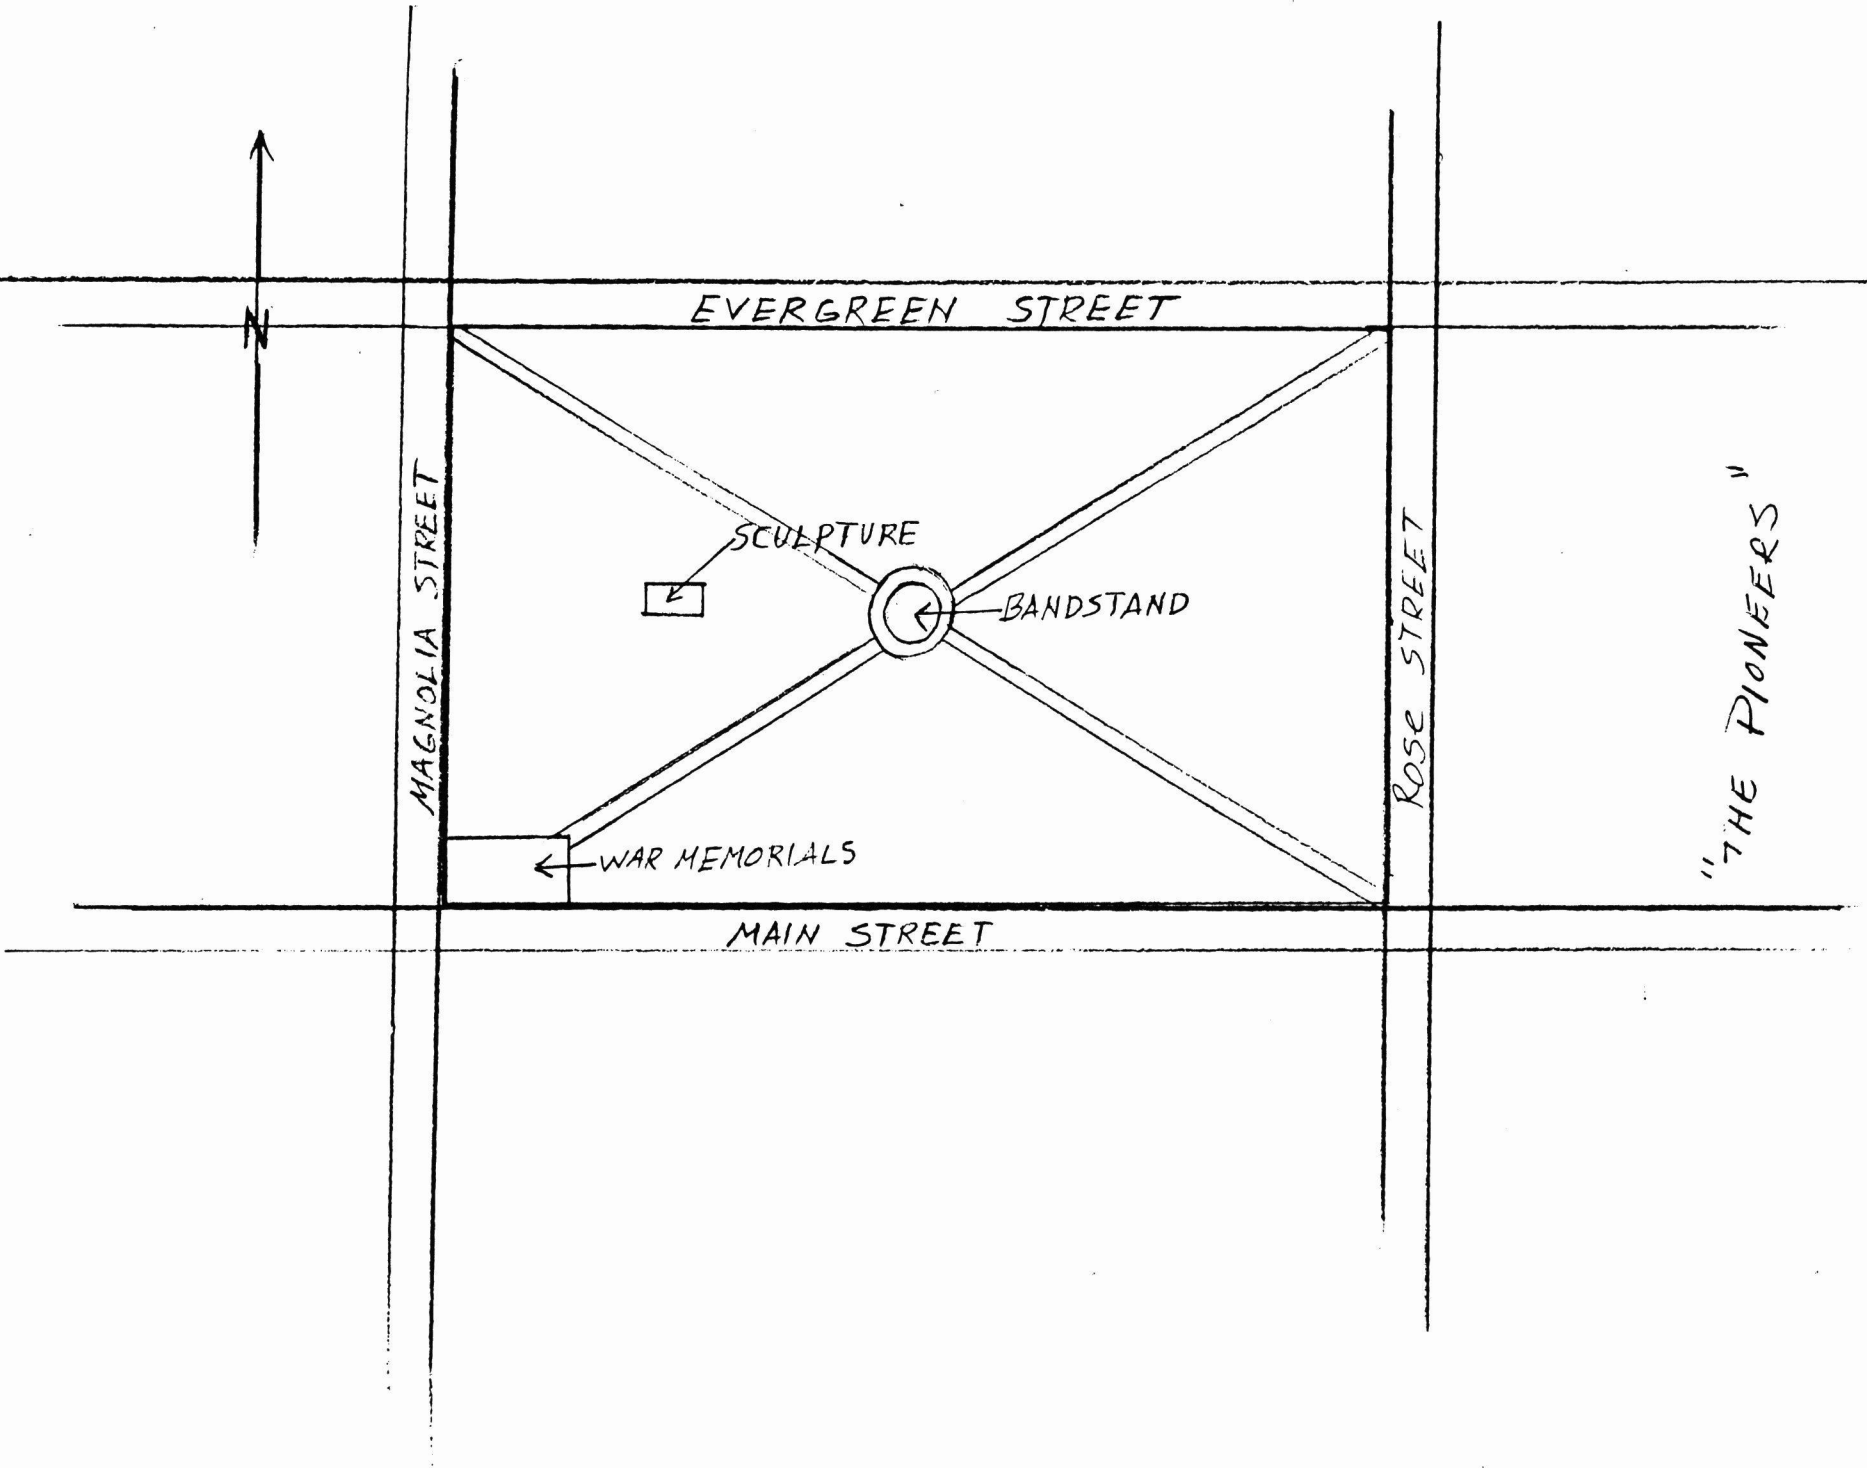 N
EVERGREEN STREET
MAGNOLIA STREET
SCULPTURE
BANDSTAND
ROSe STREET
"THE PIONEERS"
WAR MEMORIALS
MAIN STREET